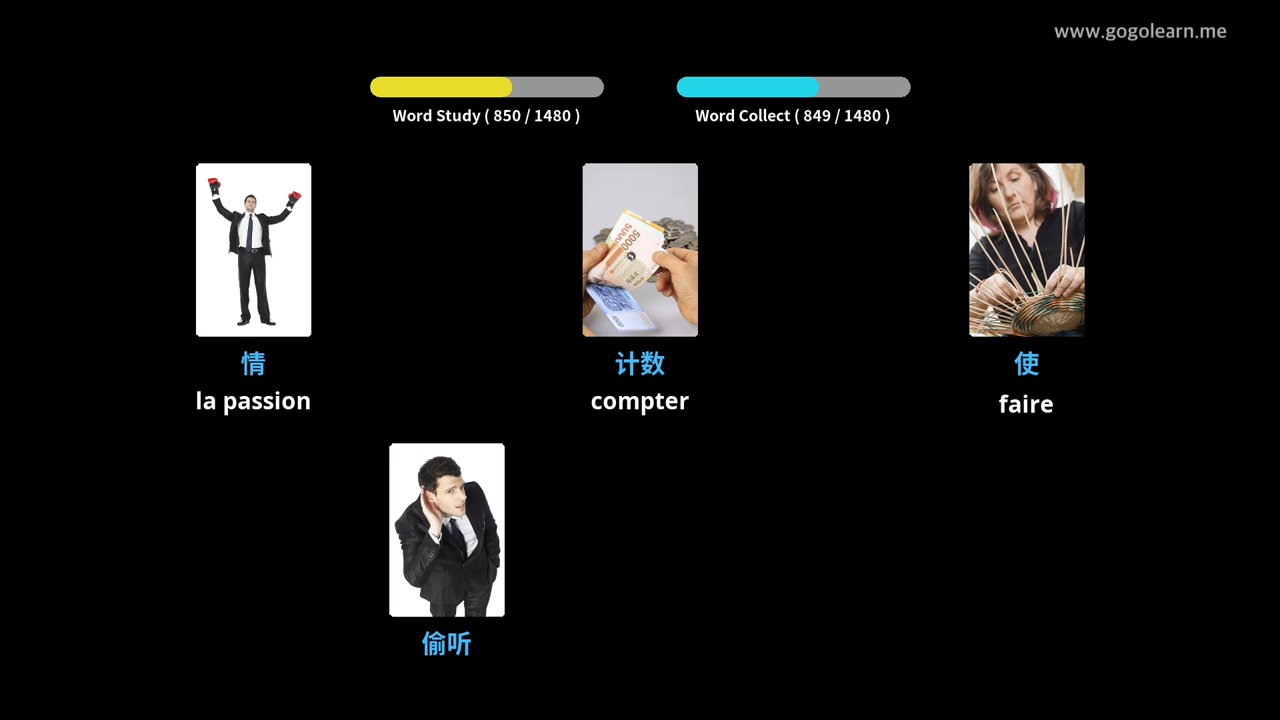 www.gogolearn.me
Word Study ( 850 / 1480 )
Word Collect ( 849 / 1480 )
情
la passion
计数
compter
使
faire
偷听